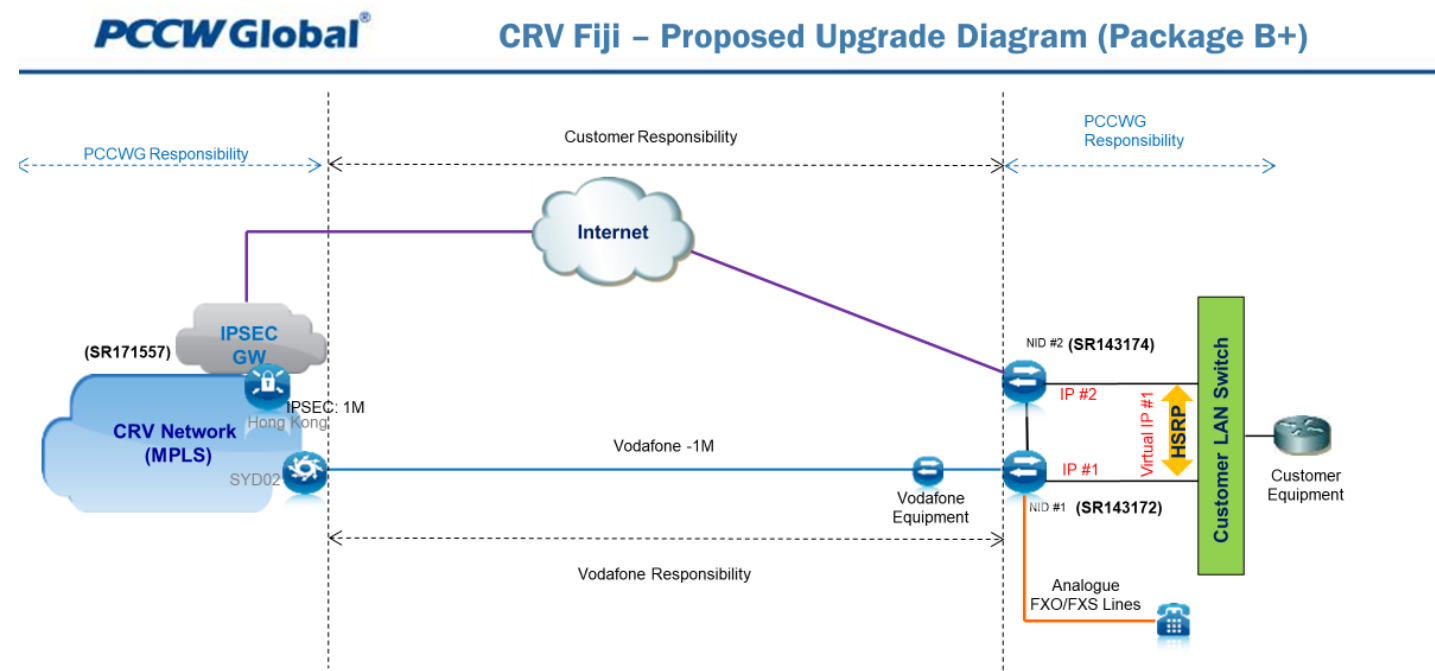 PCCW Global®
CRV Fiji – Proposed Upgrade Diagram (Package B+)
PCCWG Responsibility
Customer Responsibility
PCCWG
Responsibility
Internet
IPSEC
GW
(SR171557)
IPSEC: 1M
Hong Kong
CRV Network
(MPLS)
SYD02
Vodafone -1M
Vodafone
Equipment
NID #2 (SR143174)
IP #2
Virtual IP #1
HSRP
IP #1
NID #1 (SR143172)
Customer LAN Switch
Customer
Equipment
Vodafone Responsibility
Analogue
FXO/FXS Lines